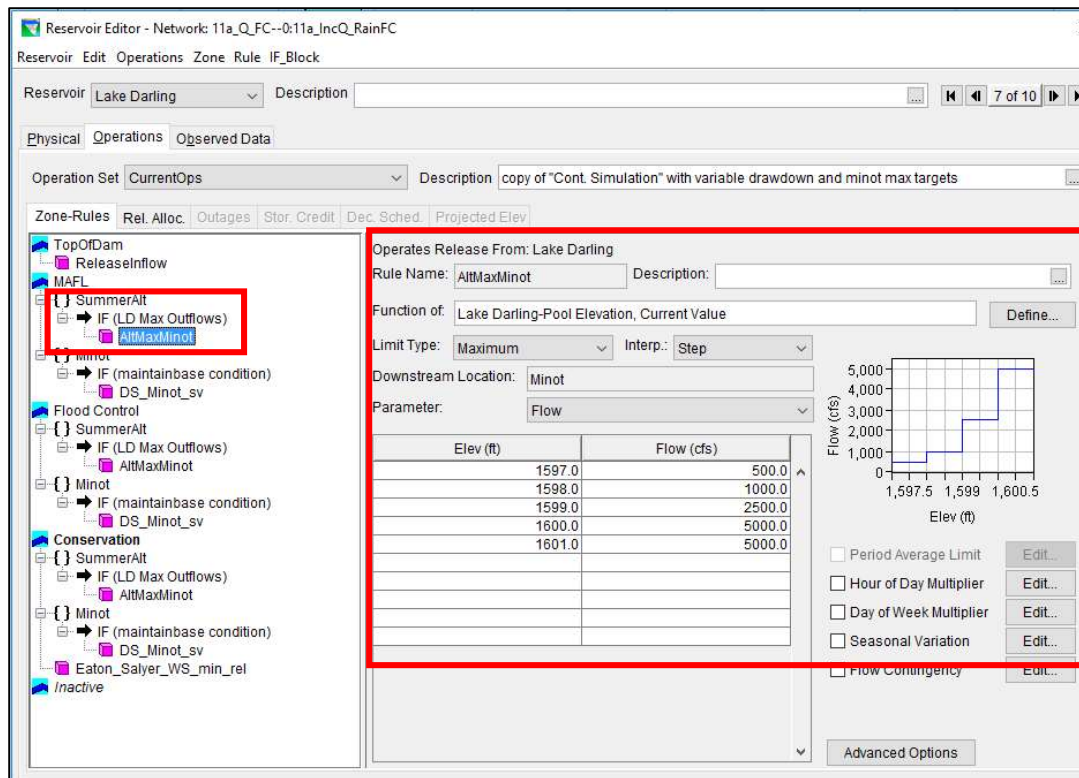 Reservoir Editor - Network: 11a_Q_FC--0:11a_IncQ_RainFC
Reservoir Edit Operations Zone Rule IF_Block
Reservoir Lake Darling Description ... 7 of 10
Physical Operations Observed Data
Operation Set CurrentOps Description copy of "Cont. Simulation" with variable drawdown and minot max targets ...
Zone-Rules Rel. Alloc. Outages Stor. Credit Dec. Sched. Projected Elev
TopOfDam
ReleaseInflow
MAFL
{ } SummerAlt
IF (LD Max Outflows)
AltMaxMinot
{ } Minot
IF (maintainbase condition)
DS_Minot_sv
Flood Control
{ } SummerAlt
IF (LD Max Outflows)
AltMaxMinot
{ } Minot
IF (maintainbase condition)
DS_Minot_sv
Conservation
{ } SummerAlt
IF (LD Max Outflows)
AltMaxMinot
{ } Minot
IF (maintainbase condition)
DS_Minot_sv
Eaton_Salyer_WS_min_rel
Inactive
Operates Release From: Lake Darling
Rule Name: AltMaxMinot Description: ...
Function of: Lake Darling-Pool Elevation, Current Value Define...
Limit Type: Maximum Interp.: Step
Downstream Location: Minot
Parameter: Flow
Elev (ft) Flow (cfs)
1597.0 500.0
1598.0 1000.0
1599.0 2500.0
1600.0 5000.0
1601.0 5000.0
Flow (cfs)
5,000
4,000
3,000
2,000
1,000
0
1,597.5 1,599 1,600.5
Elev (ft)
Period Average Limit Edit...
Hour of Day Multiplier Edit...
Day of Week Multiplier Edit...
Seasonal Variation Edit...
Flow Contingency Edit...
Advanced Options